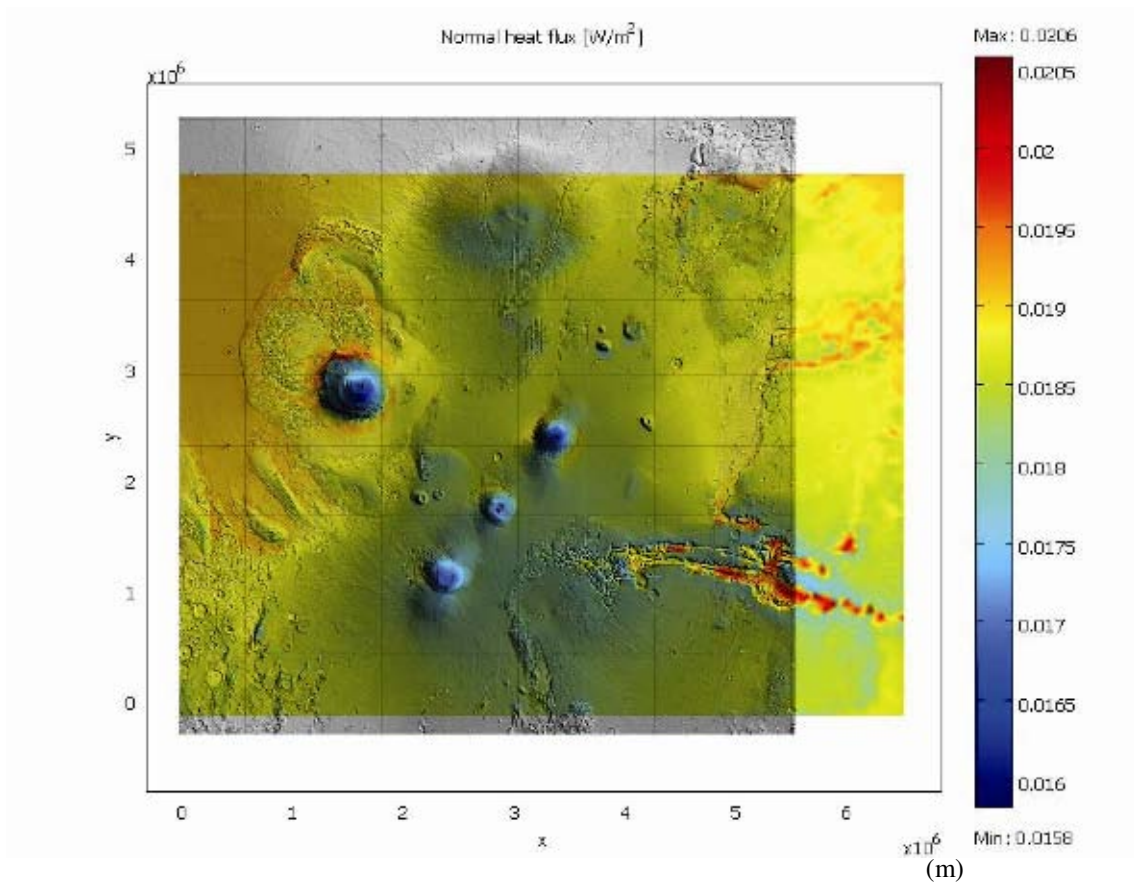 Normal heat flux [W/m²]
Max: 0.0206
x10⁶
0.0205
0.02
0.0195
0.019
0.0185
0.018
0.0175
0.017
0.0165
0.016
Min: 0.0158
5
4
3
2
1
0
y
0 1 2 3 4 5 6
x
x10⁶
(m)